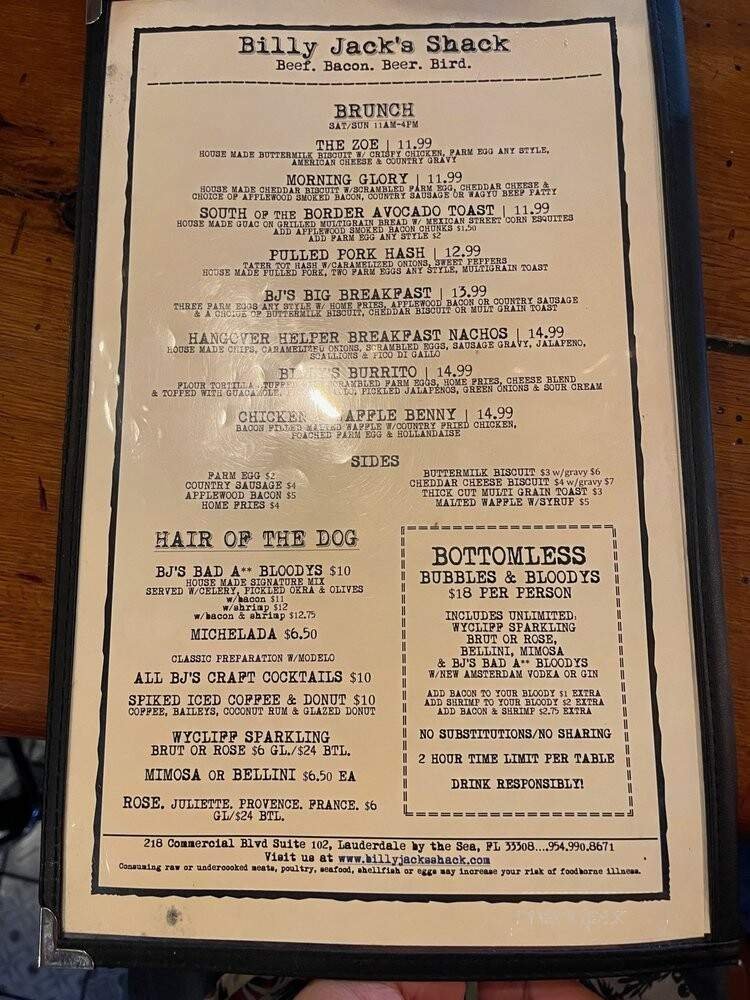 Billy Jack's Shack
Beef. Bacon. Beer. Bird.
BRUNCH
SAT/SUN 11AM-4PM
THE ZOE | 11.99
HOUSE MADE BUTTERMILK BISCUIT W/ CRISPY CHICKEN, FARM EGG ANY STYLE,
AMERICAN CHEESE & COUNTRY GRAVY
MORNING GLORY | 11.99
HOUSE MADE CHEDDAR BISCUIT W/SCRAMBLED FARM EGG, CHEDDAR CHEESE &
CHOICE OF APPLEWOOD SMOKED BACON, COUNTRY SAUSAGE OR WAGYU BEEF PATTY
SOUTH OF THE BORDER AVOCADO TOAST | 11.99
HOUSE MADE GUAC ON GRILLED MULTIGRAIN BREAD W/ MEXICAN STREET CORN ESQUITES
ADD APPLEWOOD SMOKED BACON CHUNKS $1.50
ADD FARM EGG ANY STYLE $2
PULLED PORK HASH | 12.99
TATER TOT HASH W/CARAMELIZED ONIONS, SWEET PEPPERS
HOUSE MADE PULLED PORK, TWO FARM EGGS ANY STYLE, MULTIGRAIN TOAST
BJ'S BIG BREAKFAST | 13.99
THREE FARM EGGS ANY STYLE W/ HOME FRIES, APPLEWOOD BACON OR COUNTRY SAUSAGE
& A CHOICE OF BUTTERMILK BISCUIT, CHEDDAR BISCUIT OR MULT GRAIN TOAST
HANGOVER HELPER BREAKFAST NACHOS | 14.99
HOUSE MADE CHIPS, CARAMELIZED ONIONS, SCRAMBLED EGGS, SAUSAGE GRAVY, JALAPENO,
SCALLIONS & PICO DI GALLO
BILLY'S BURRITO | 14.99
FLOUR TORTILLA SCRAMBLED FARM EGGS, HOME FRIES, CHEESE BLEND
& TOPPED WITH GUACAMOLE, PICKLED JALAPEÑOS, GREEN ONIONS & SOUR CREAM
CHICKEN WAFFLE BENNY | 14.99
BACON FILLED MALTED WAFFLE W/COUNTRY FRIED CHICKEN,
POACHED FARM EGG & HOLLANDAISE
SIDES
FARM EGG $2
COUNTRY SAUSAGE $4
APPLEWOOD BACON $5
HOME FRIES $4
BUTTERMILK BISCUIT $3 w/gravy $6
CHEDDAR CHEESE BISCUIT $4 w/gravy $7
THICK CUT MULTI GRAIN TOAST $3
MALTED WAFFLE W/SYRUP $5
HAIR OF THE DOG
BJ'S BAD A** BLOODYS $10
HOUSE MADE SIGNATURE MIX
SERVED W/CELERY, PICKLED OKRA & OLIVES
w/bacon $11
w/shrimp $12
w/bacon & shrimp $12.75
MICHELADA $6.50
CLASSIC PREPARATION W/MODELO
ALL BJ'S CRAFT COCKTAILS $10
SPIKED ICED COFFEE & DONUT $10
COFFEE, BAILEYS, COCONUT RUM & GLAZED DONUT
WYCLIFF SPARKLING
BRUT OR ROSE $6 GL./$24 BTL.
MIMOSA OR BELLINI $6.50 EA
ROSE. JULIETTE. PROVENCE. FRANCE. $6
GL/$24 BTL.
BOTTOMLESS
BUBBLES & BLOODYS
$18 PER PERSON
INCLUDES UNLIMITED:
WYCLIFF SPARKLING
BRUT OR ROSE,
BELLINI, MIMOSA
& BJ'S BAD A** BLOODYS
W/NEW AMSTERDAM VODKA OR GIN
ADD BACON TO YOUR BLOODY $1 EXTRA
ADD SHRIMP TO YOUR BLOODY $2 EXTRA
ADD BACON & SHRIMP $2.75 EXTRA
NO SUBSTITUTIONS/NO SHARING
2 HOUR TIME LIMIT PER TABLE
DRINK RESPONSIBLY!
218 Commercial Blvd Suite 102, Lauderdale by the Sea, FL 33308....954.990.8671
Visit us at www.billyjacksshack.com
Consuming raw or undercooked meats, poultry, seafood, shellfish or eggs may increase your risk of foodborne illness.